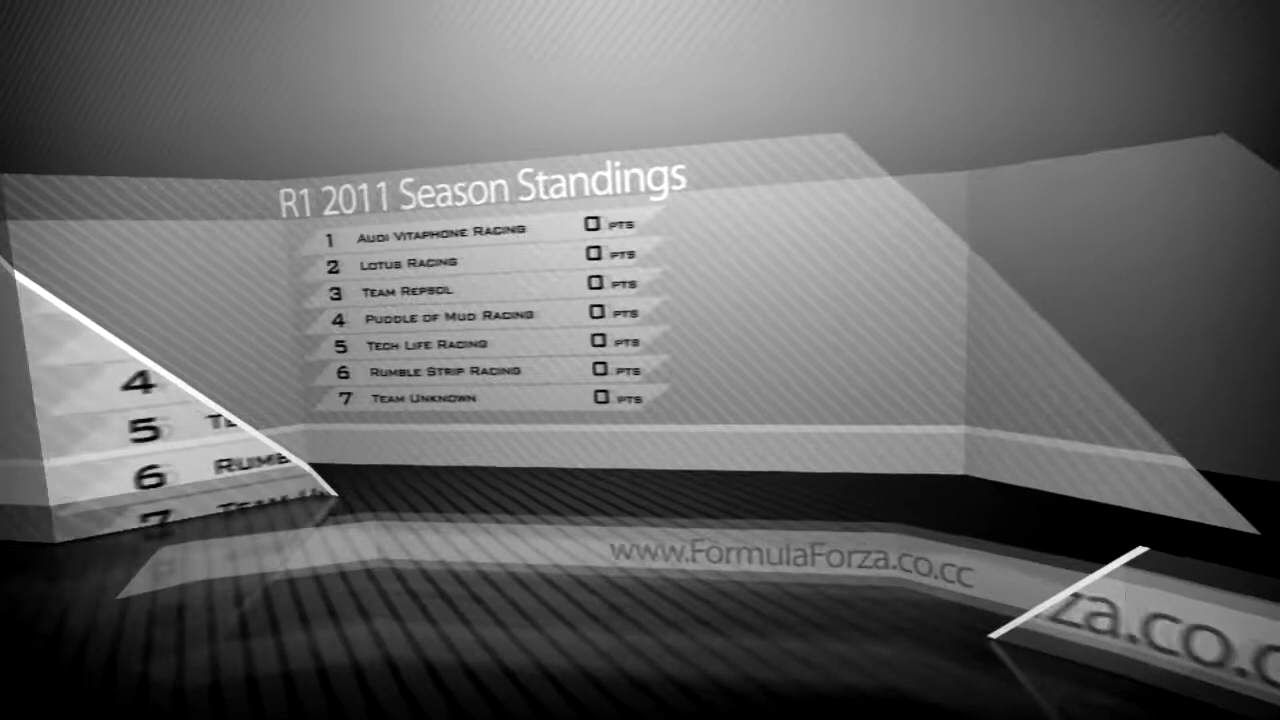 R1 2011 Season Standings
1 Audi Vitaphone Racing 0 pts
2 Lotus Racing 0 pts
3 Team Repsol 0 pts
4 Puddle of Mud Racing 0 pts
5 Tech Life Racing 0 pts
6 Rumble Strip Racing 0 pts
7 Team Unknown 0 pts
4
5 Te
6 Rumb
7 Team
www.FormulaForza.co.cc
za.co.c